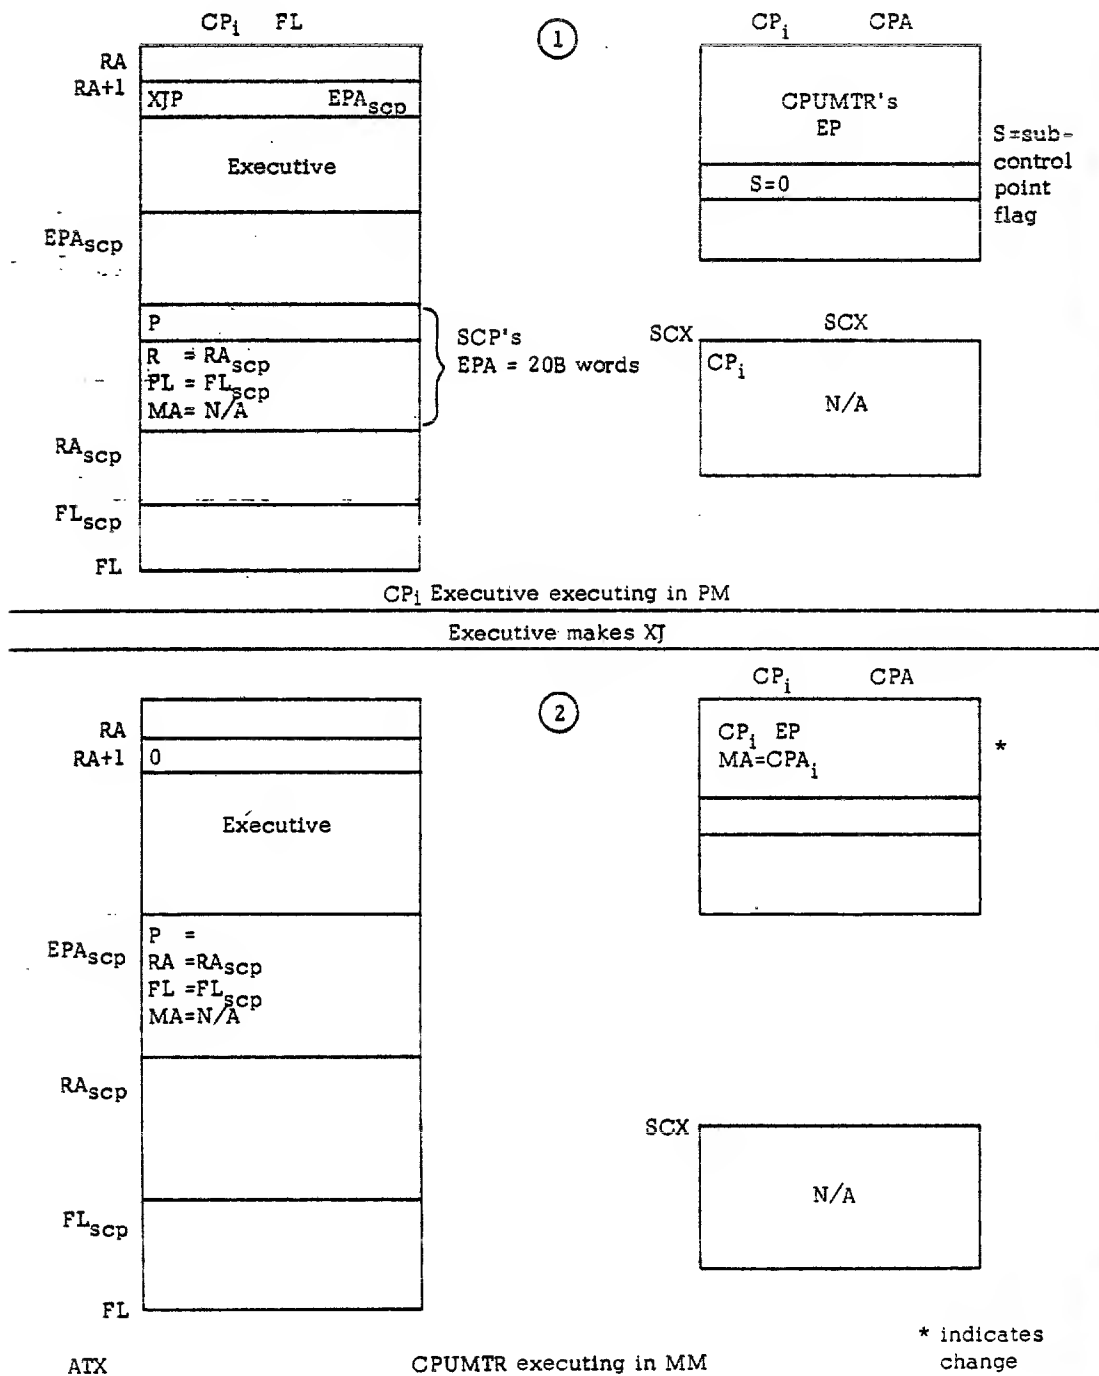 CPi FL
1
CPi CPA
RA
RA+1
XJP EPAscp
Executive
CPUMTR's
EP
S=0
S=sub-
control
point
flag
EPAscp
P
R = RAscp
FL = FLscp
MA= N/A
SCP's
EPA = 20B words
SCX
SCX
CPi
N/A
RAscp
FLscp
FL
CPi Executive executing in PM
Executive makes XJ
2
CPi CPA
RA
RA+1
0
Executive
CPi EP
MA=CPAi
*
EPAscp
P =
RA =RAscp
FL =FLscp
MA=N/A
RAscp
SCX
N/A
FLscp
FL
* indicates
change
ATX
CPUMTR executing in MM